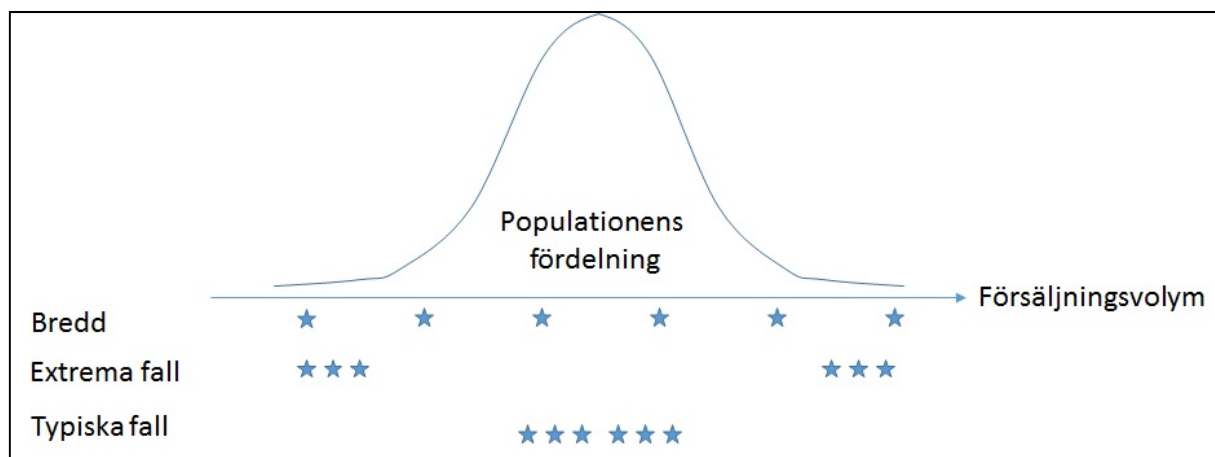 Populationens
fördelning
Försäljningsvolym
Bredd
Extrema fall
Typiska fall